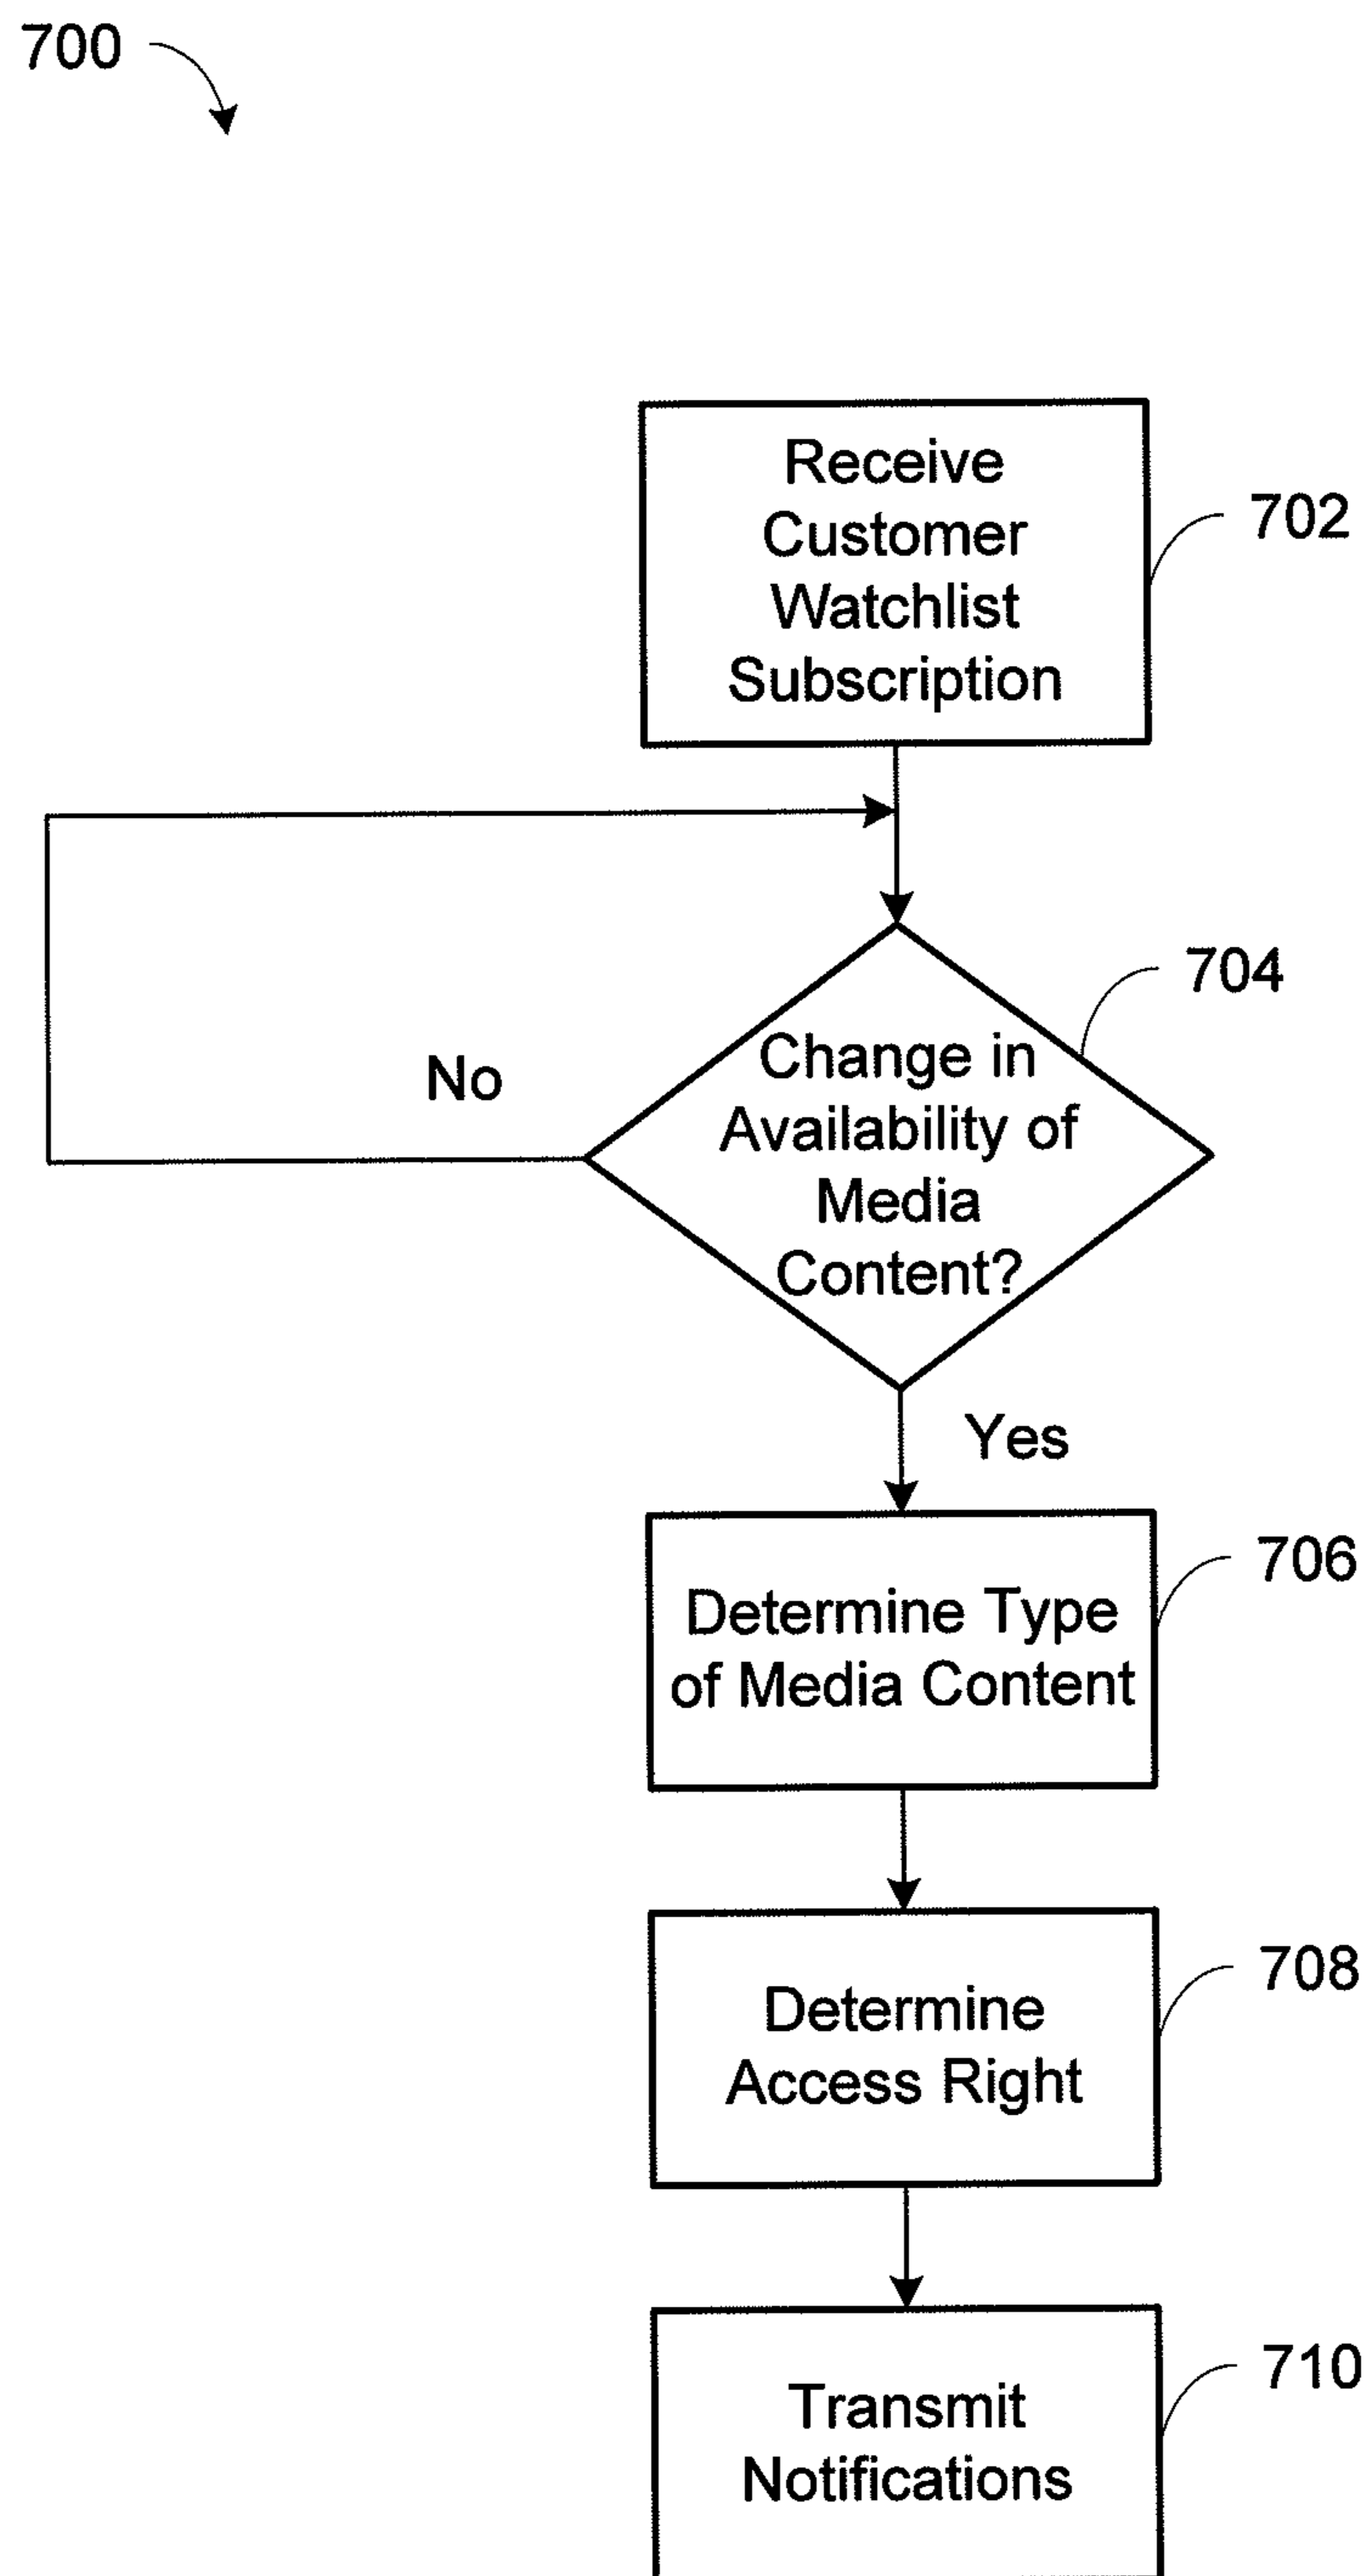 700
Receive
Customer
Watchlist
Subscription
702
704
Change in
Availability of
Media
Content?
No
Yes
706
Determine Type
of Media Content
708
Determine
Access Right
710
Transmit
Notifications